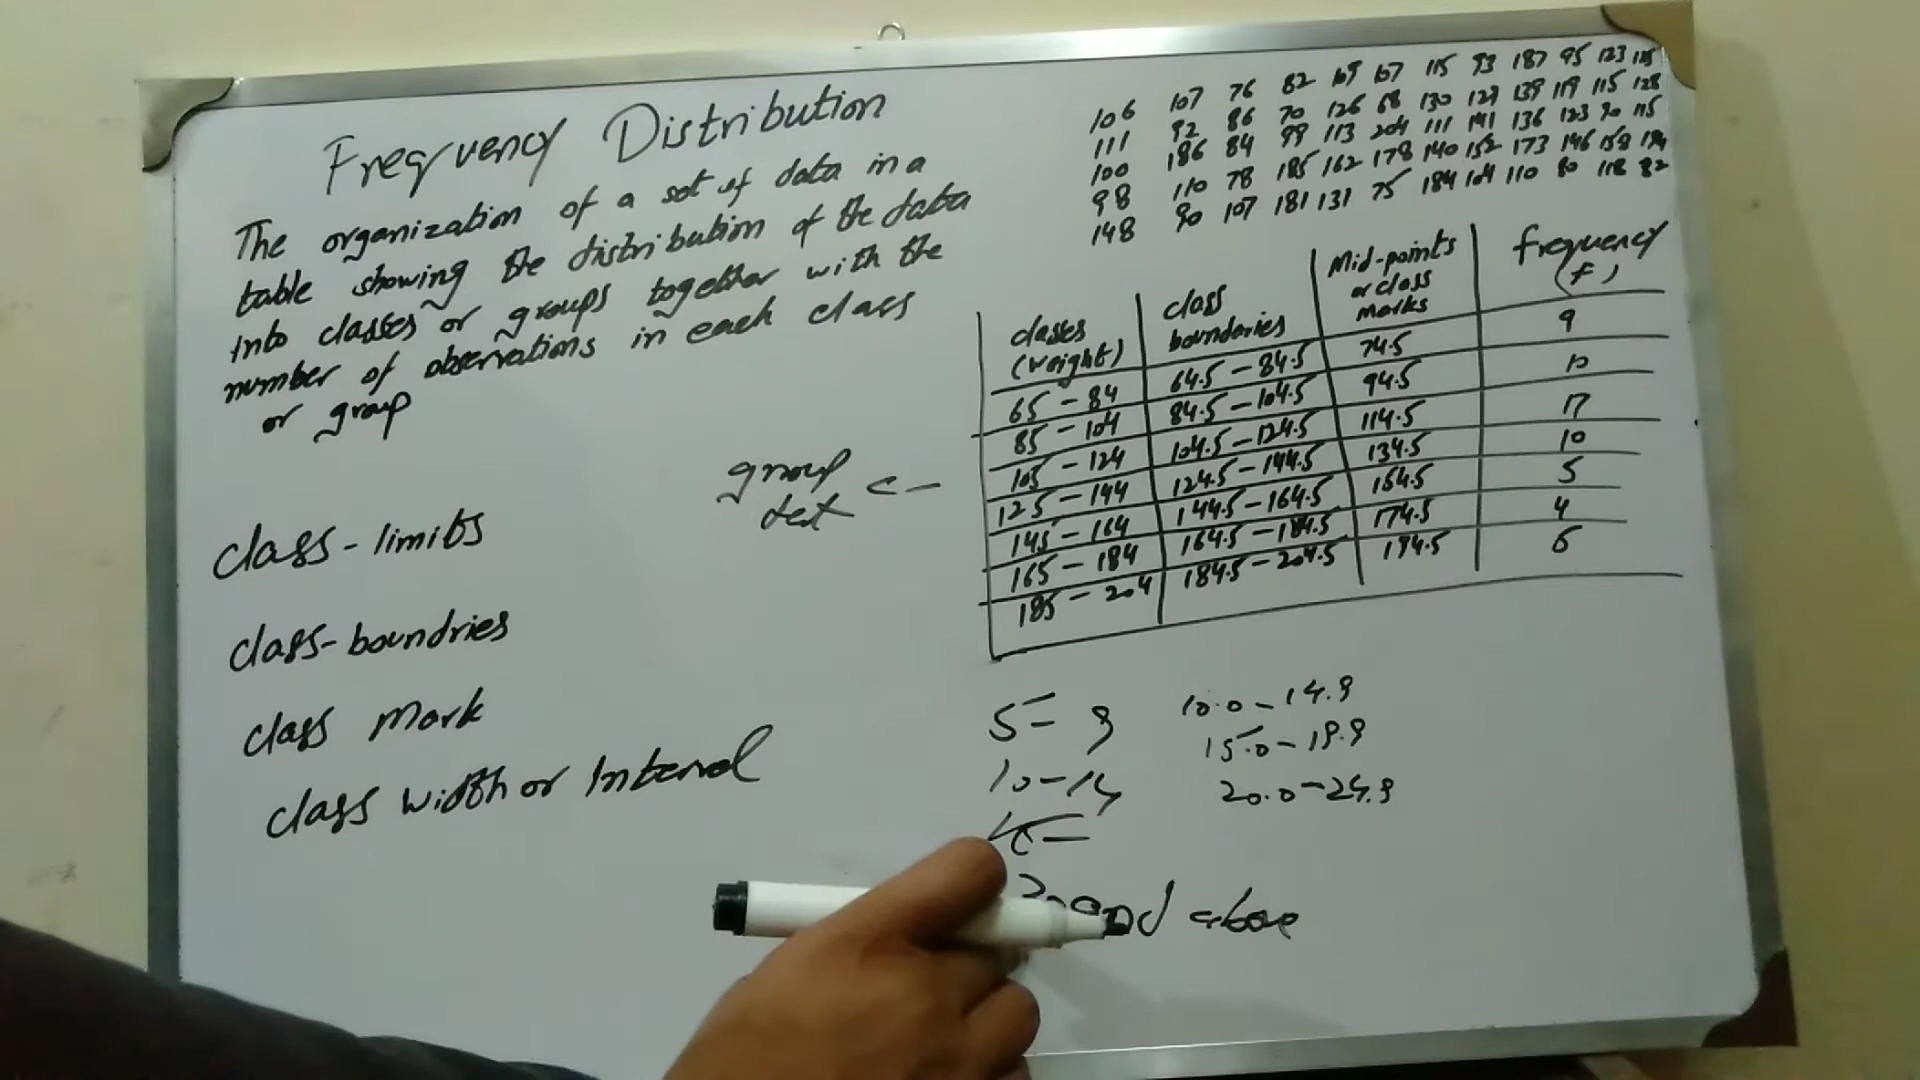 Frequency Distribution
The organization of a set of data in a
table showing the distribution of the data
into classes or groups together with the
number of observations in each class
or group
class-limits
class-boundries
class Mark
class width or Interval
group
<-
106 107 76 82 109 107 115 93 187 95 123 125
111 92 86 70 126 68 130 129 139 119 115 128
100 186 84 99 113 204 111 141 136 123 90 115
98 110 78 185 162 178 140 152 173 146 158 194
148 90 107 181 131 75 184 104 110 80 118 82
classes (weight) class boundaries Mid-points or class marks frequency (f)
65 - 84 64.5 - 84.5 74.5 9
85 - 104 84.5 - 104.5 94.5 10
105 - 124 104.5 - 124.5 114.5 17
125 - 144 124.5 - 144.5 134.5 10
145 - 164 144.5 - 164.5 154.5 5
165 - 184 164.5 - 184.5 174.5 4
185 - 204 184.5 - 204.5 194.5 5
5 - 9 10.0 - 14.9
10 - 14 15.0 - 19.9
20.0 - 24.9
and above